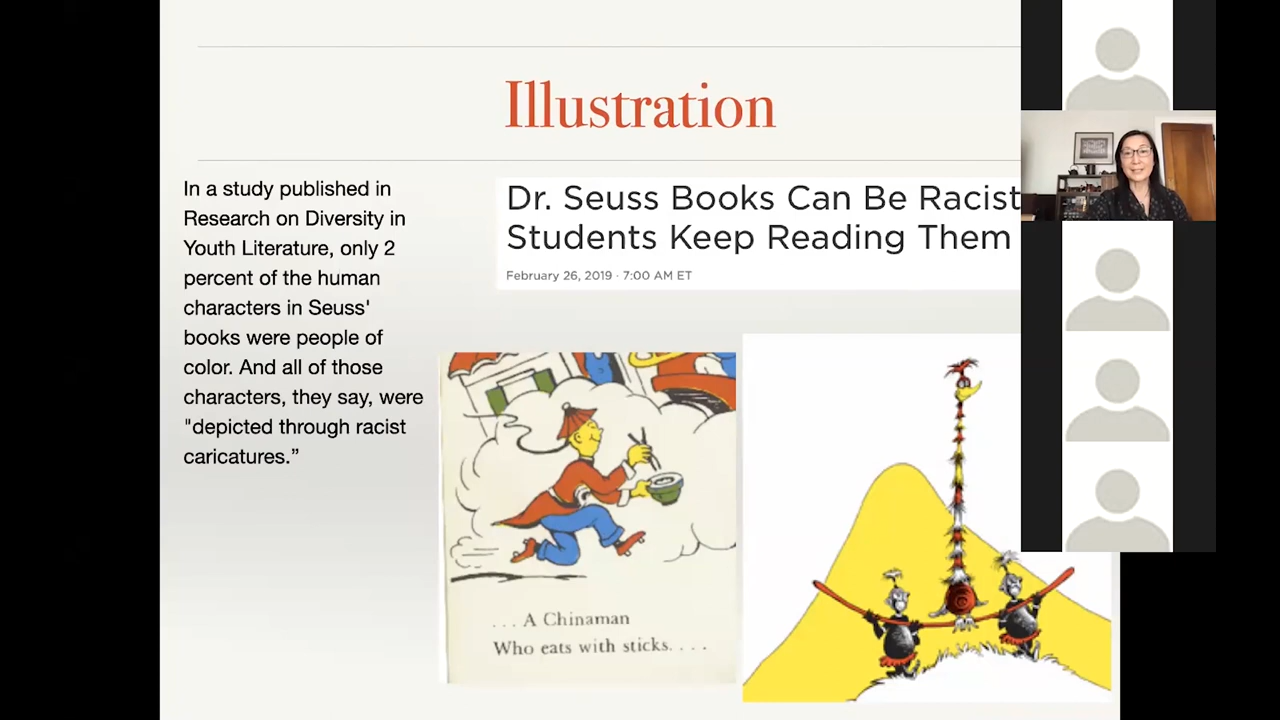 Illustration
In a study published in
Research on Diversity in
Youth Literature, only 2
percent of the human
characters in Seuss'
books were people of
color. And all of those
characters, they say, were
"depicted through racist
caricatures.”
Dr. Seuss Books Can Be Racist
Students Keep Reading Them
February 26, 2019 · 7:00 AM ET
. . . A Chinaman
Who eats with sticks. . . .